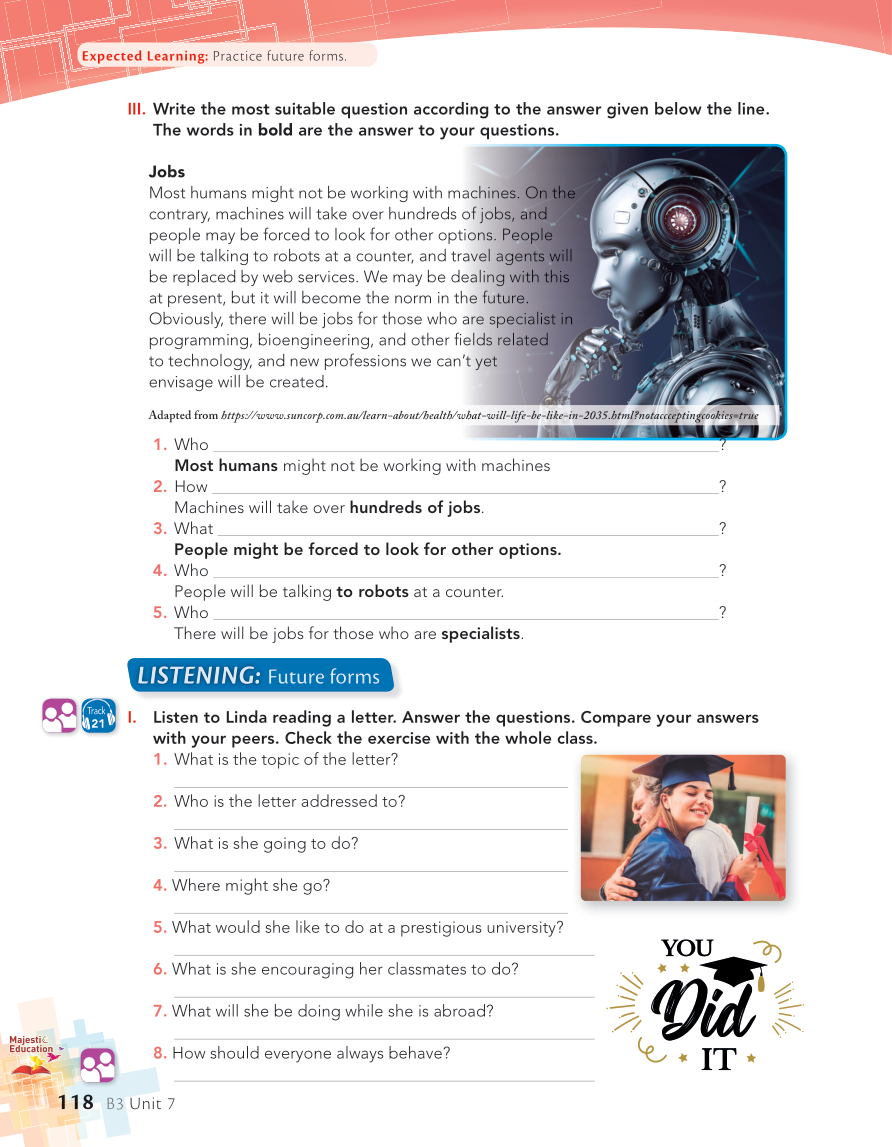 Expected Learning: Practice future forms.
III. Write the most suitable question according to the answer given below the line.
The words in bold are the answer to your questions.
Jobs
Most humans might not be working with machines. On the
contrary, machines will take over hundreds of jobs, and
people may be forced to look for other options. People
will be talking to robots at a counter, and travel agents will
be replaced by web services. We may be dealing with this
at present, but it will become the norm in the future.
Obviously, there will be jobs for those who are specialist in
programming, bioengineering, and other fields related
to technology, and new professions we can't yet
envisage will be created.
Adapted from https://www.suncorp.com.au/learn-about/health/what-will-life-be-like-in-2035.html?notaccceptingcookies=true
1. Who ?
Most humans might not be working with machines
2. How ?
Machines will take over hundreds of jobs.
3. What ?
People might be forced to look for other options.
4. Who ?
People will be talking to robots at a counter.
5. Who ?
There will be jobs for those who are specialists.
LISTENING: Future forms
Track
21
I. Listen to Linda reading a letter. Answer the questions. Compare your answers
with your peers. Check the exercise with the whole class.
1. What is the topic of the letter?
2. Who is the letter addressed to?
3. What is she going to do?
4. Where might she go?
5. What would she like to do at a prestigious university?
6. What is she encouraging her classmates to do?
7. What will she be doing while she is abroad?
8. How should everyone always behave?
YOU
Did
IT
Majestic
Education
118 B3 Unit 7